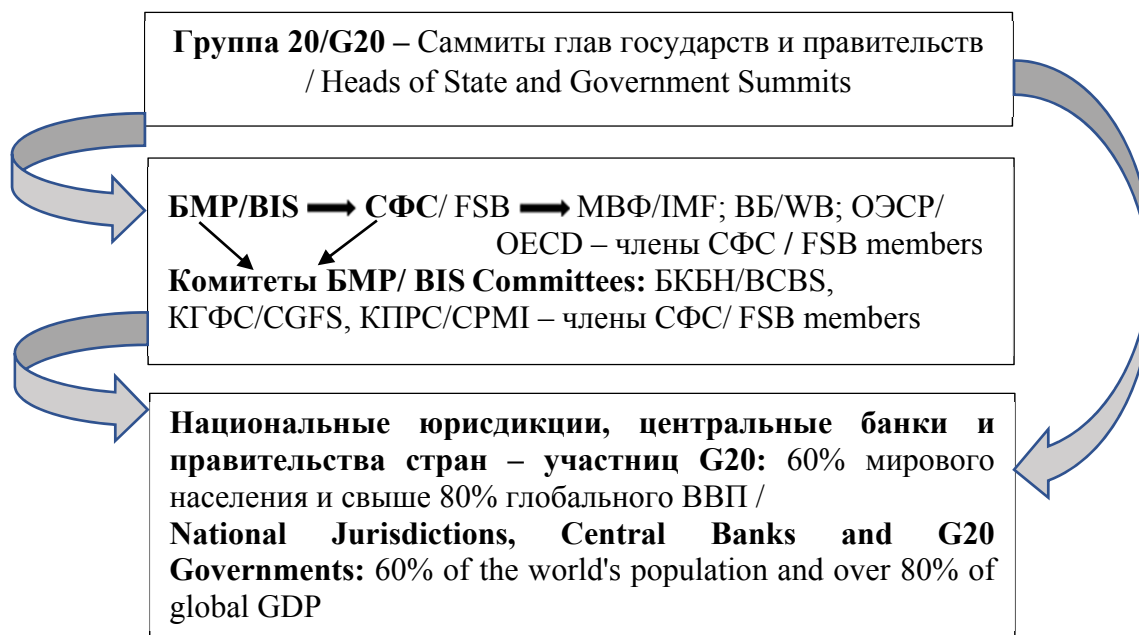 Группа 20/G20 – Саммиты глав государств и правительств
/ Heads of State and Government Summits
БМР/BIS СФС/ FSB МВФ/IMF; ВБ/WB; ОЭСР/
OECD – члены СФС / FSB members
Комитеты БМР/ BIS Committees: БКБН/BCBS,
КГФС/CGFS, КПРС/CPMI – члены СФС/ FSB members
Национальные юрисдикции, центральные банки и
правительства стран – участниц G20: 60% мирового
населения и свыше 80% глобального ВВП /
National Jurisdictions, Central Banks and G20
Governments: 60% of the world's population and over 80% of
global GDP